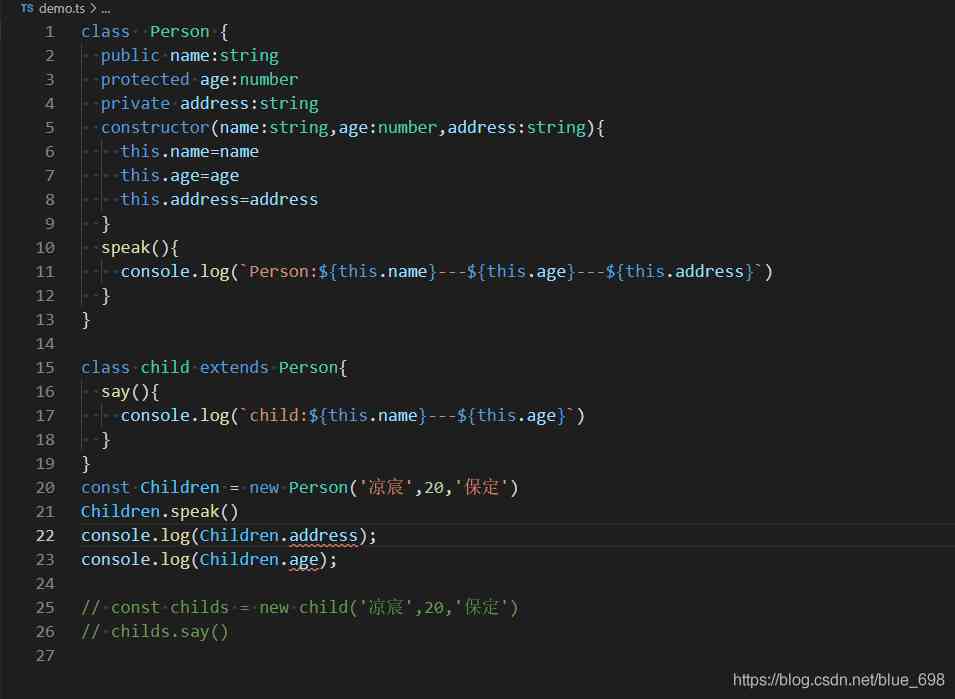 TS demo.ts > ...
1 class Person {
2 public name:string
3 protected age:number
4 private address:string
5 constructor(name:string,age:number,address:string){
6 this.name=name
7 this.age=age
8 this.address=address
9 }
10 speak(){
11 console.log(`Person:${this.name}---${this.age}---${this.address}`)
12 }
13 }
14
15 class child extends Person{
16 say(){
17 console.log(`child:${this.name}---${this.age}`)
18 }
19 }
20 const Children = new Person('凉宸',20,'保定')
21 Children.speak()
22 console.log(Children.address);
23 console.log(Children.age);
24
25 // const childs = new child('凉宸',20,'保定')
26 // childs.say()
27
https://blog.csdn.net/blue_698